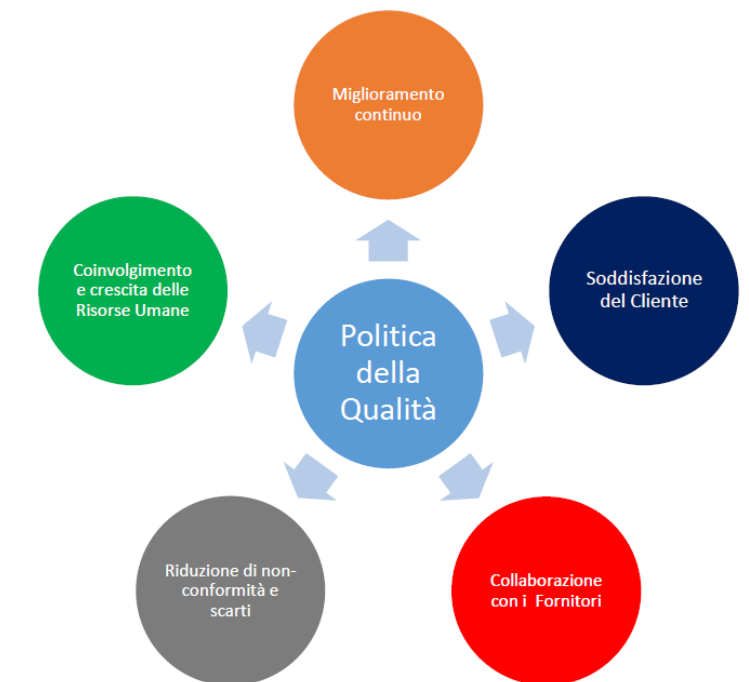 Miglioramento
continuo
Soddisfazione
del Cliente
Collaborazione
con i Fornitori
Riduzione di non-
conformità e
scarti
Coinvolgimento
e crescita delle
Risorse Umane
Politica
della
Qualità